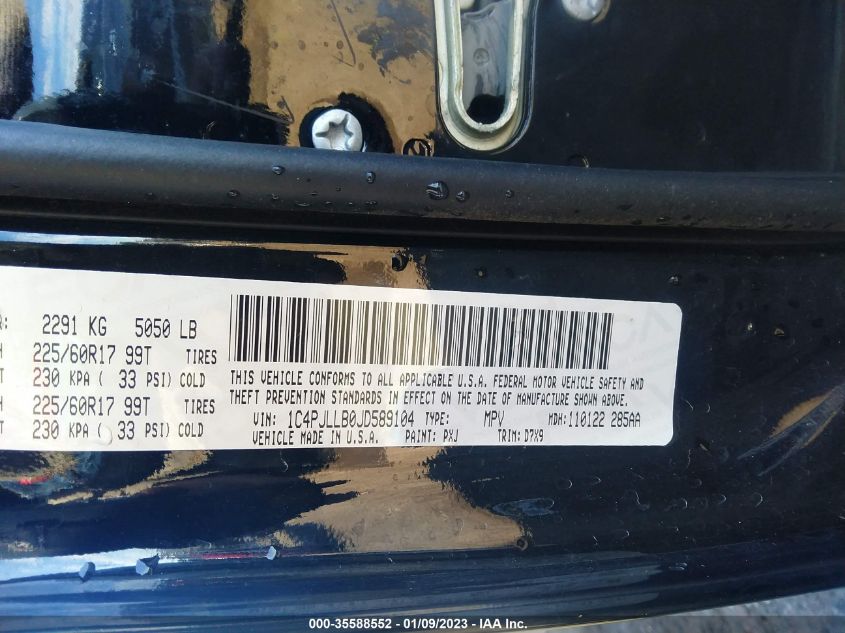 2291 KG 5050 LB
225/60R17 99T TIRES
230 KPA ( 33 PSI) COLD
225/60R17 99T TIRES
230 KPA ( 33 PSI) COLD
THIS VEHICLE CONFORMS TO ALL APPLICABLE U.S.A. FEDERAL MOTOR VEHICLE SAFETY AND
THEFT PREVENTION STANDARDS IN EFFECT ON THE DATE OF MANUFACTURE SHOWN ABOVE.
VIN: 1C4PJLLB0JD589104 TYPE: MPV MDH:110122 285AA
VEHICLE MADE IN U.S.A. PAINT: PXJ TRIM: D7X9
000-35588552 - 01/09/2023 - IAA Inc.